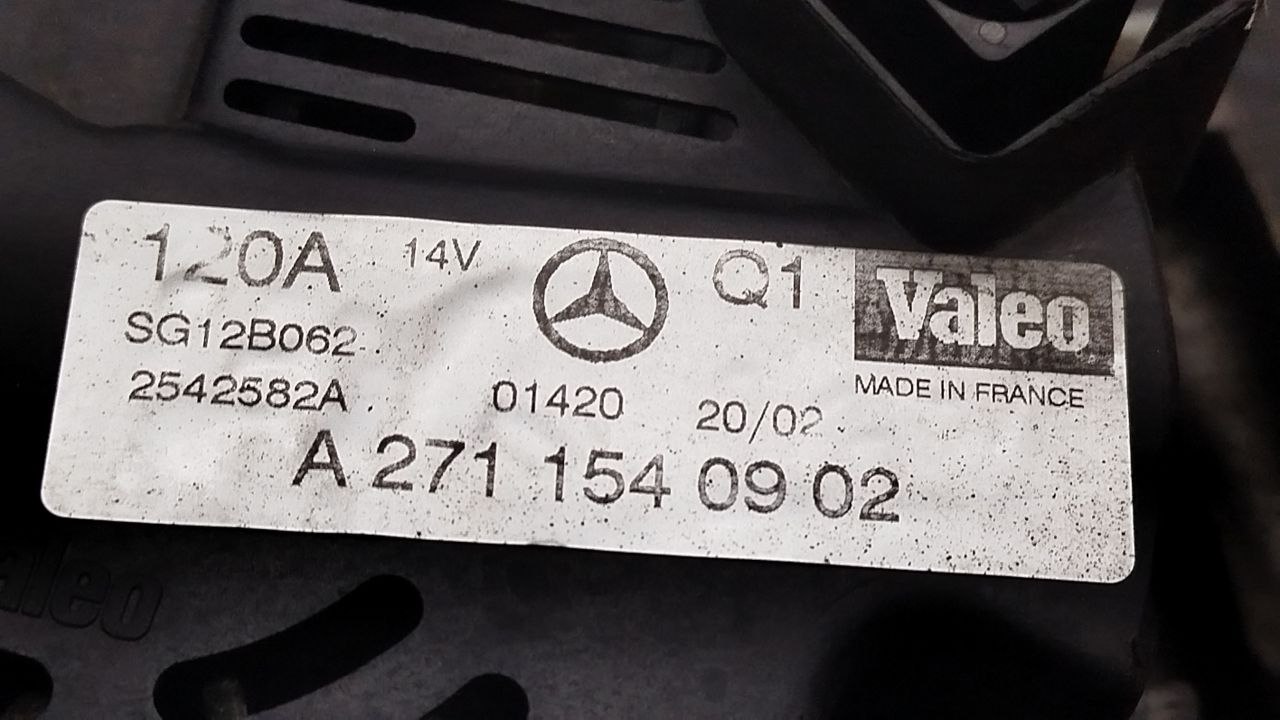 120A 14V Q1 Valeo
SG12B062
MADE IN FRANCE
2542582A 01420 20/02
A 271 154 09 02